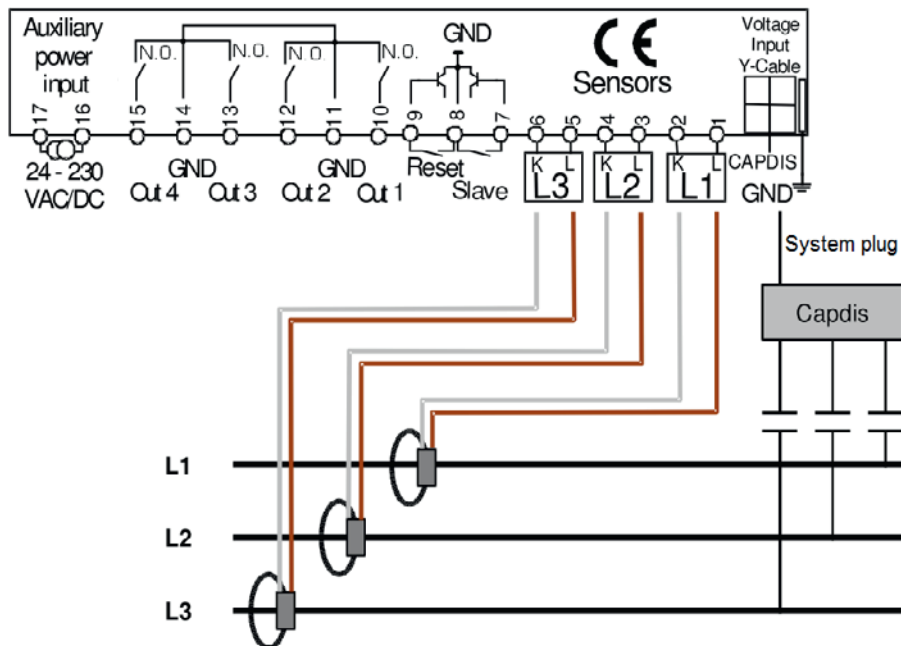 Auxiliary
power
input
N.O.
N.O.
N.O.
N.O.
GND
CE
Sensors
Voltage
Input
Y-Cable
17
16
15
14
13
12
11
10
9
8
7
6
5
4
3
2
1
24 - 230
VAC/DC
GND
Out 4
Out 3
GND
Out 2
Out 1
Reset
Slave
K L
L3
K L
L2
K L
L1
CAPDIS
GND
System plug
Capdis
L1
L2
L3